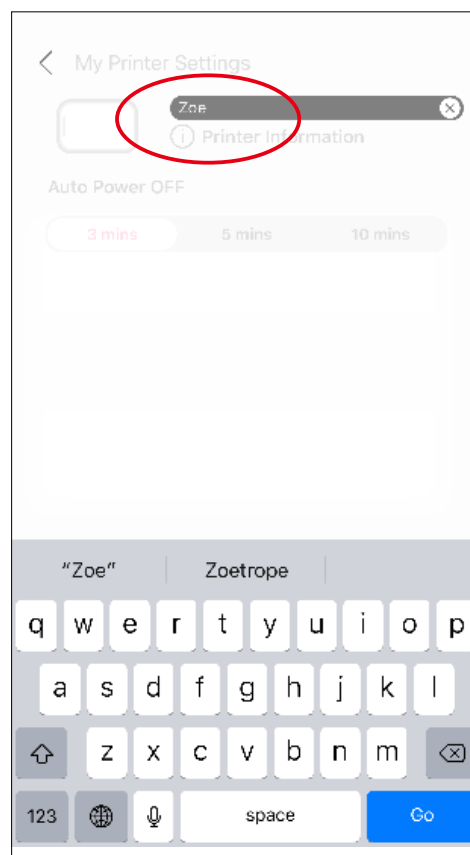 My Printer Settings
Zoe
Printer Information
Auto Power OFF
3 mins 5 mins 10 mins
"Zoe" Zoetrope
q w e r t y u i o p
a s d f g h j k l
z x c v b n m
123 space Go